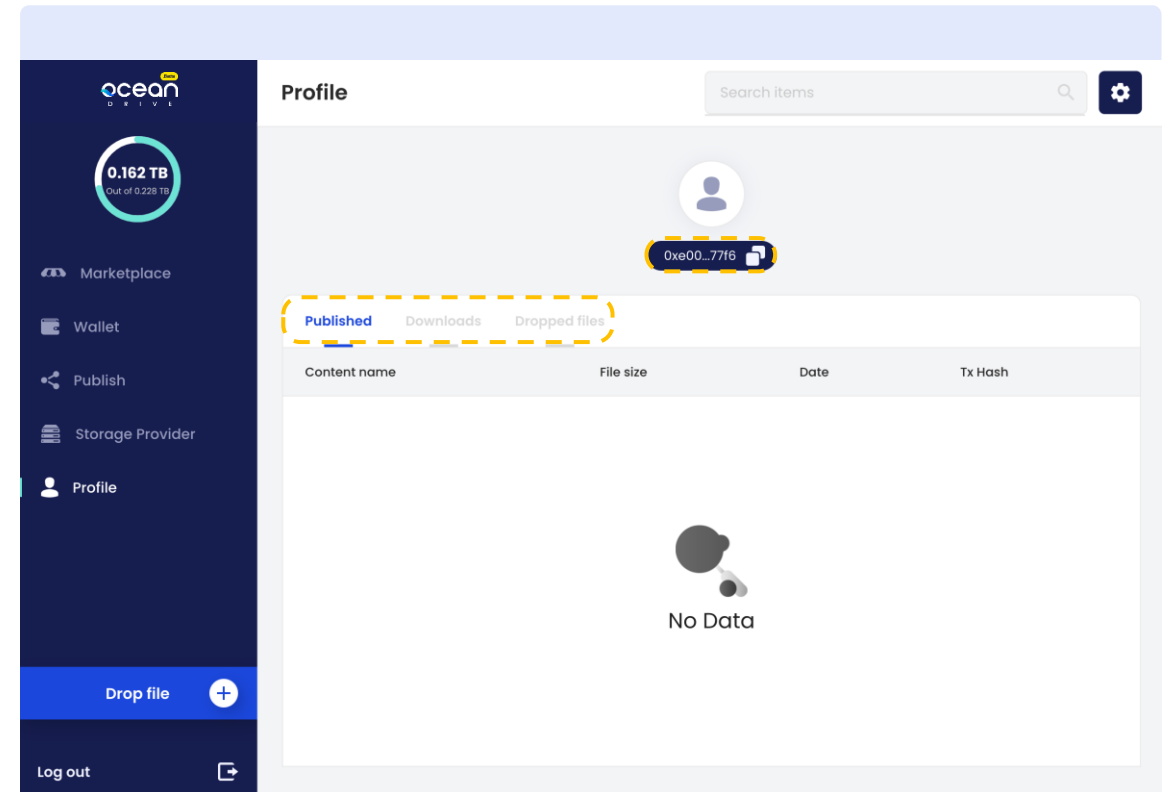 Beta
ocean
DRIVE
Profile
Search items
0.162 TB
Out of 0.228 TB
Marketplace
Wallet
Publish
Storage Provider
Profile
Drop file
Log out
0xe00...77f6
Published Downloads Dropped files
Content name File size Date Tx Hash
No Data